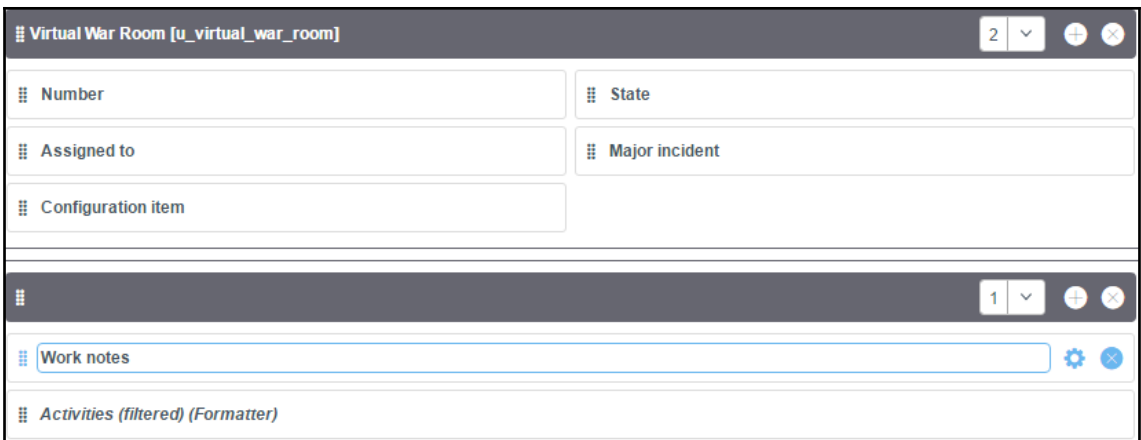 Virtual War Room [u_virtual_war_room] 2
Number State
Assigned to Major incident
Configuration item
1
Work notes
Activities (filtered) (Formatter)